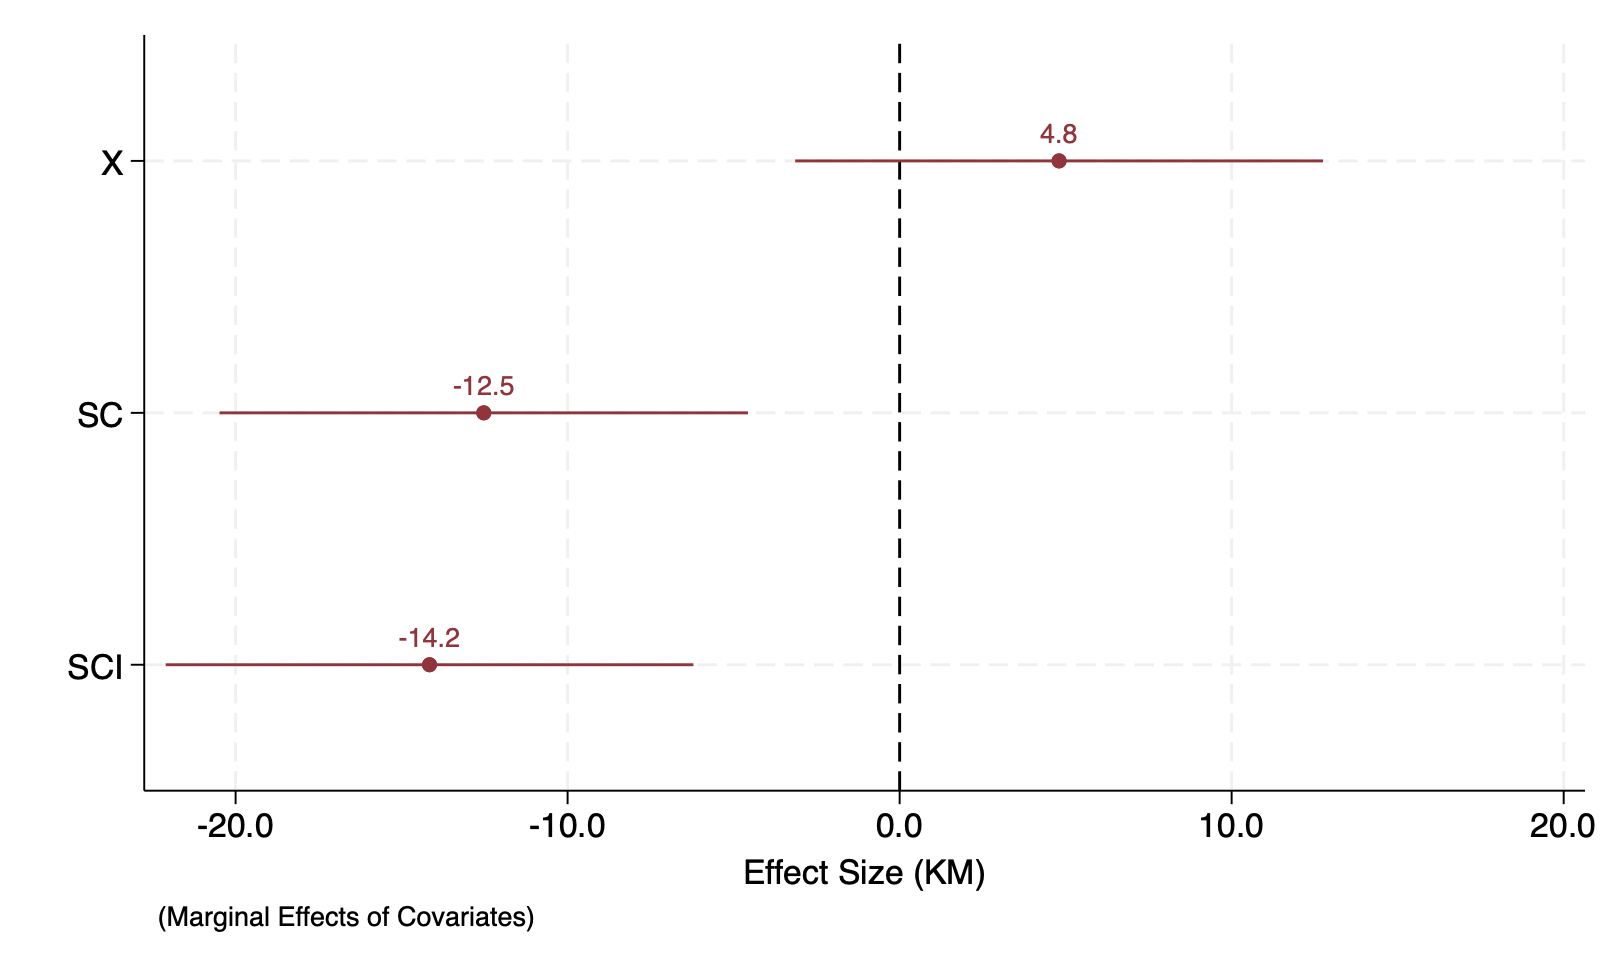 4.8
X
-12.5
SC
-14.2
SCI
-20.0 -10.0 0.0 10.0 20.0
Effect Size (KM)
(Marginal Effects of Covariates)